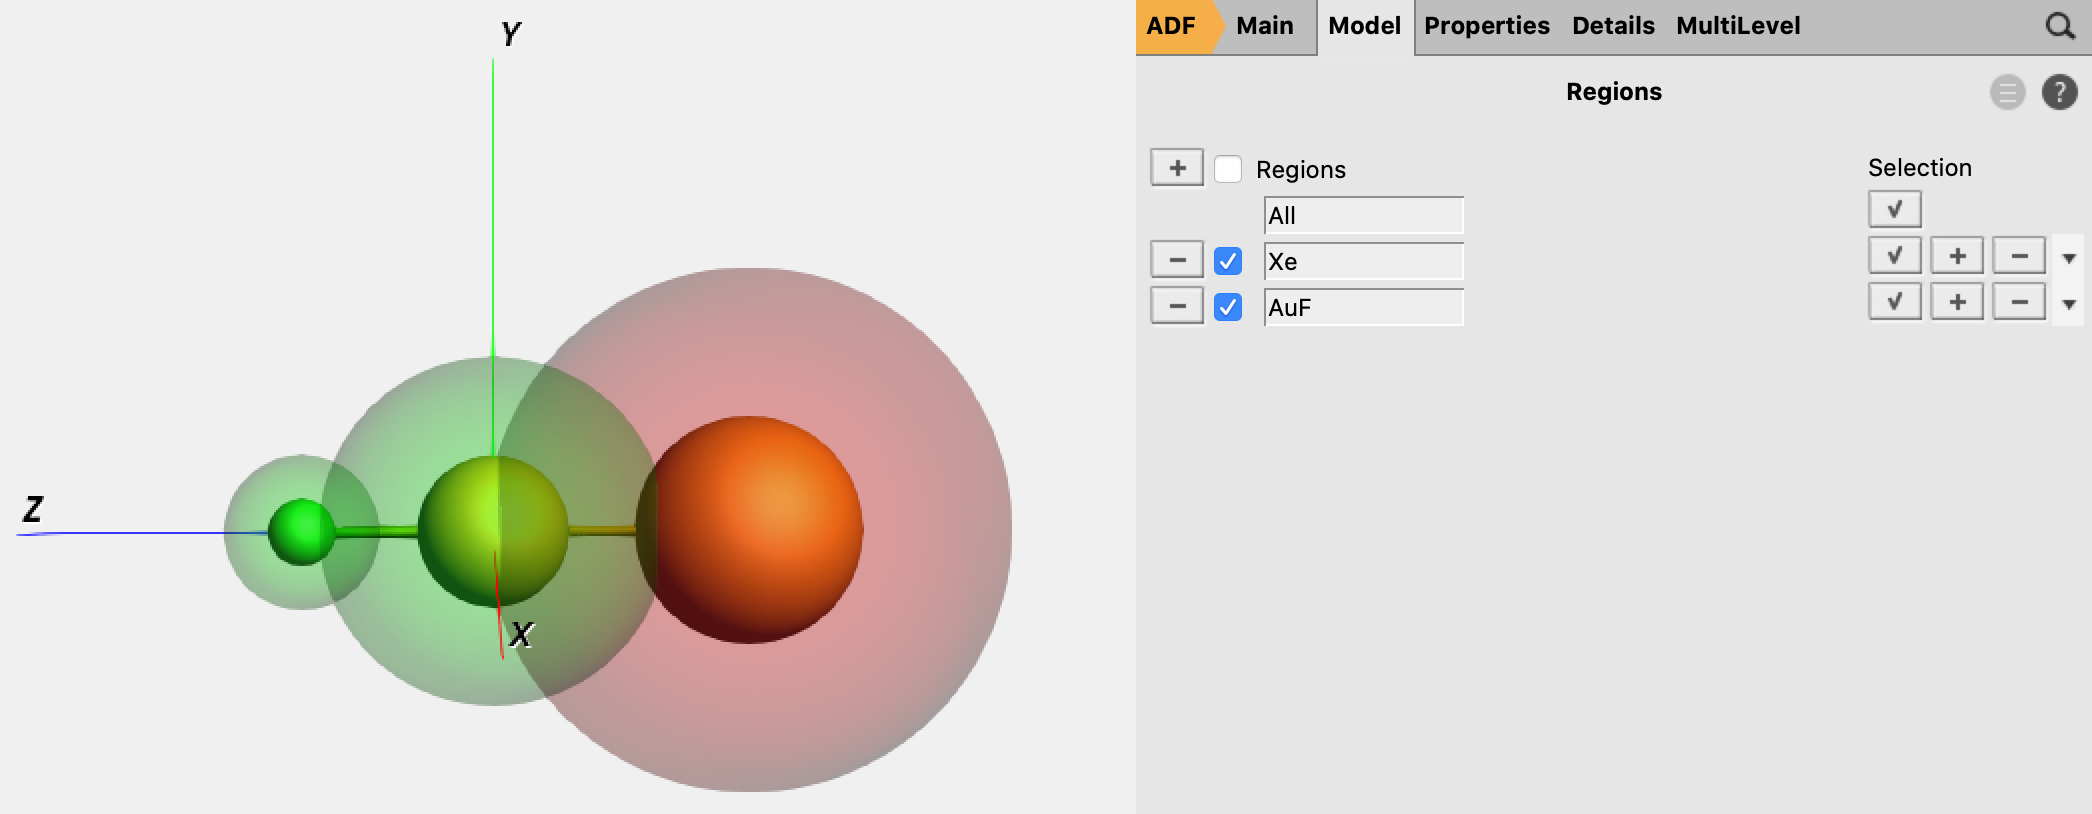 Y
Z
X
ADF Main Model Properties Details MultiLevel
Regions
?
+ Regions Selection
All √
− Xe √ + −
− AuF √ + −